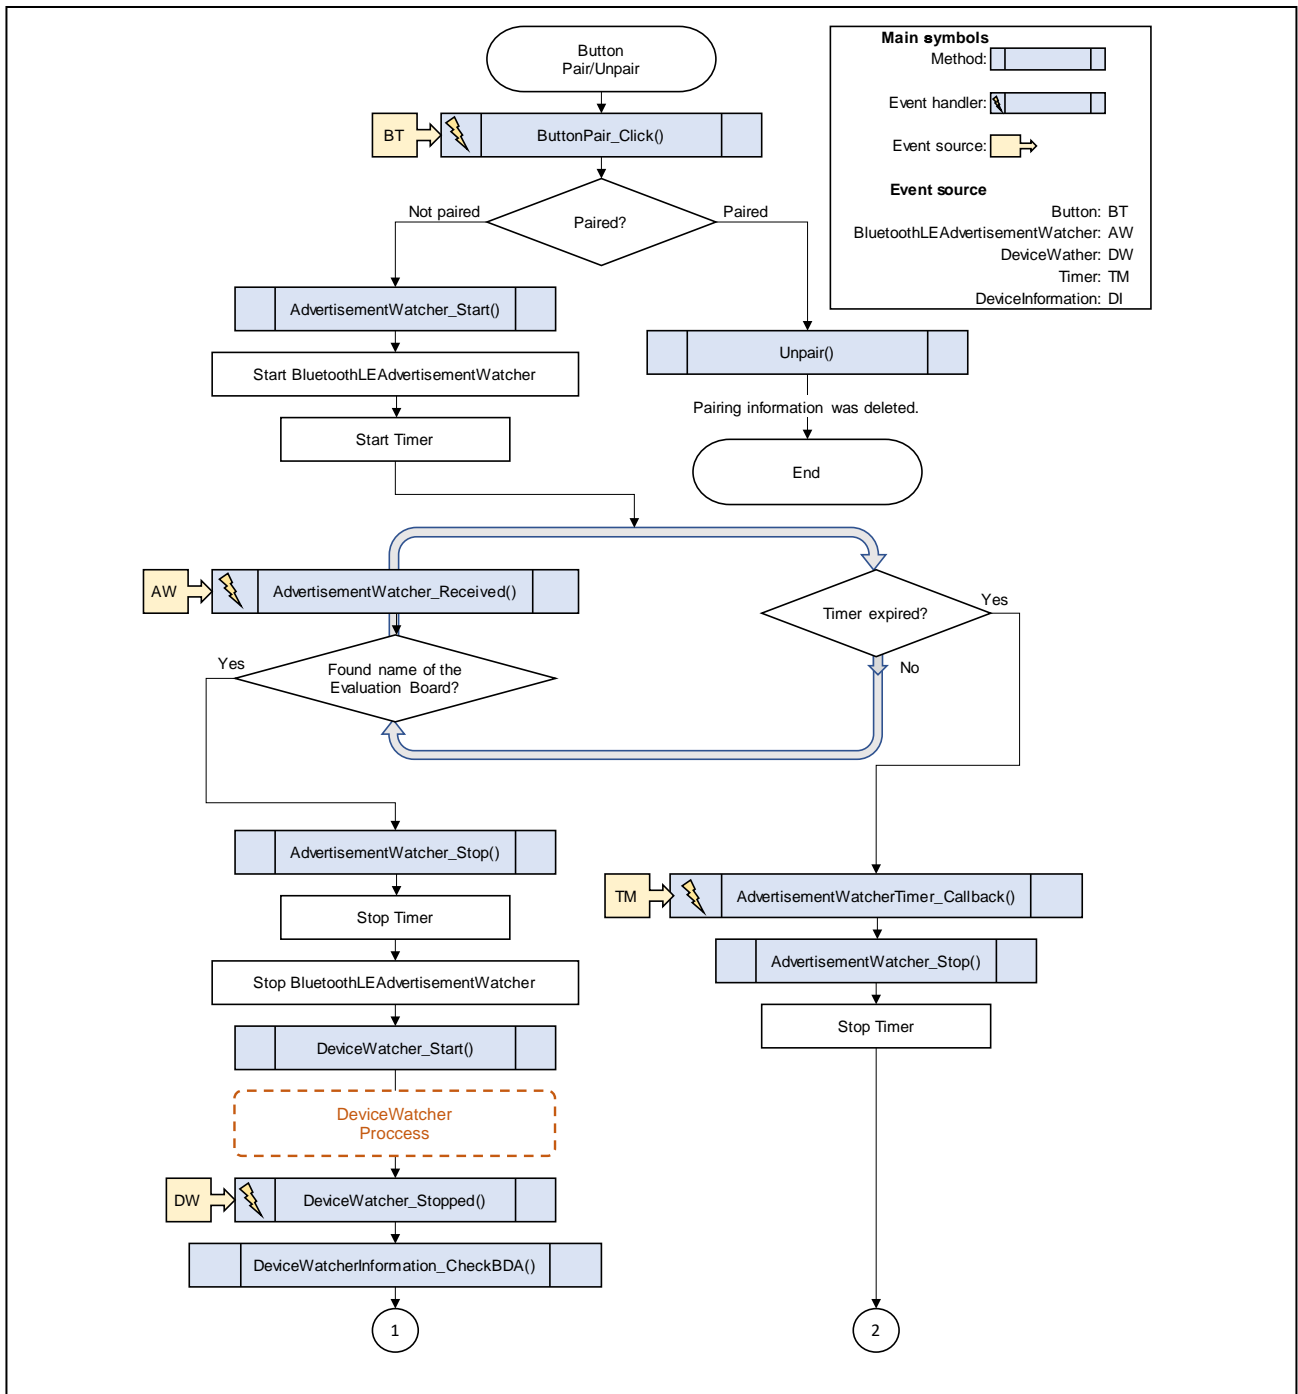 Button
Pair/Unpair
Main symbols
Method:
Event handler:
Event source:
Event source
Button: BT
BluetoothLEAdvertisementWatcher: AW
DeviceWather: DW
Timer: TM
DeviceInformation: DI
BT
ButtonPair_Click()
Not paired
Paired?
Paired
AdvertisementWatcher_Start()
Unpair()
Start BluetoothLEAdvertisementWatcher
Pairing information was deleted.
Start Timer
End
AW
AdvertisementWatcher_Received()
Timer expired?
Yes
No
Yes
Found name of the
Evaluation Board?
AdvertisementWatcher_Stop()
TM
AdvertisementWatcherTimer_Callback()
Stop Timer
AdvertisementWatcher_Stop()
Stop BluetoothLEAdvertisementWatcher
Stop Timer
DeviceWatcher_Start()
DeviceWatcher
Proccess
DW
DeviceWatcher_Stopped()
DeviceWatcherInformation_CheckBDA()
1
2